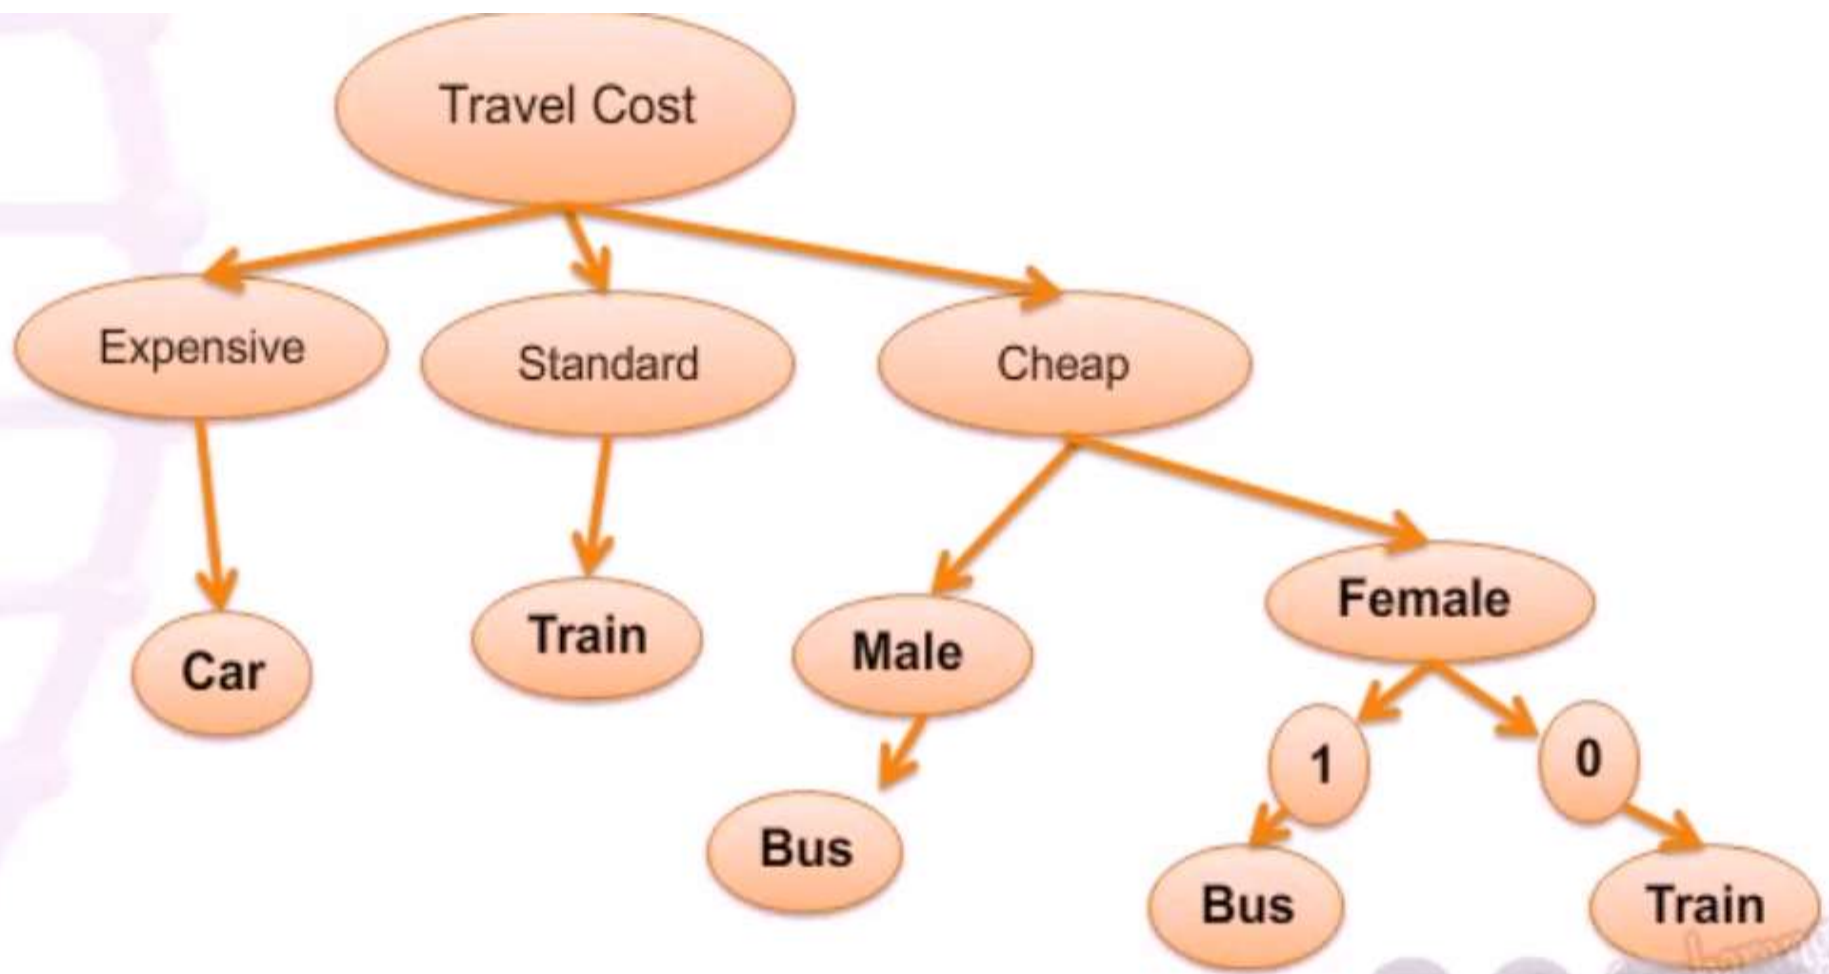 Travel Cost
Expensive
Standard
Cheap
Car
Train
Male
Female
1
0
Bus
Bus
Train